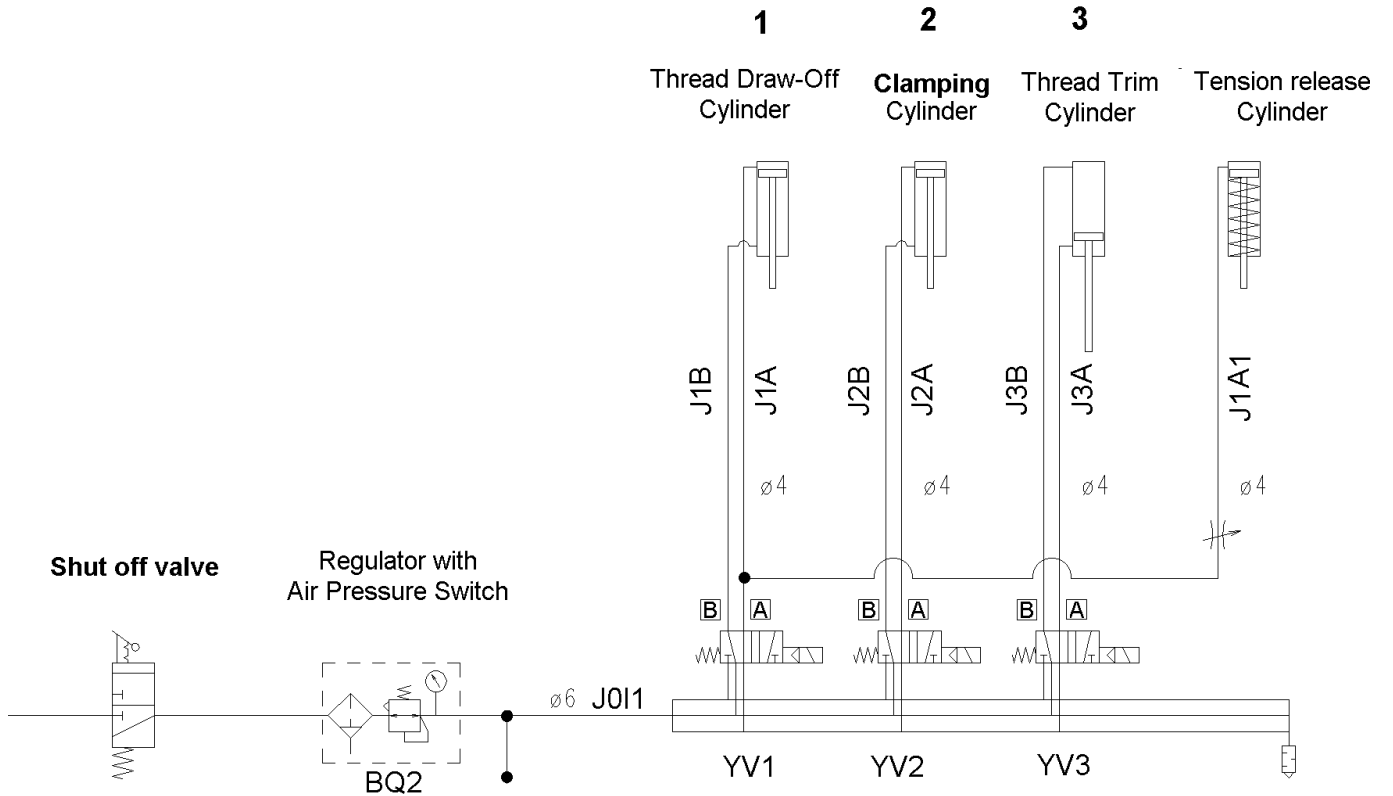 1
2
3
Thread Draw-Off
Cylinder
Clamping
Cylinder
Thread Trim
Cylinder
Tension release
Cylinder
J1B
J1A
J2B
J2A
J3B
J3A
J1A1
ø4
ø4
ø4
ø4
Shut off valve
Regulator with
Air Pressure Switch
B
A
B
A
B
A
ø6
J0I1
YV1
YV2
YV3
BQ2